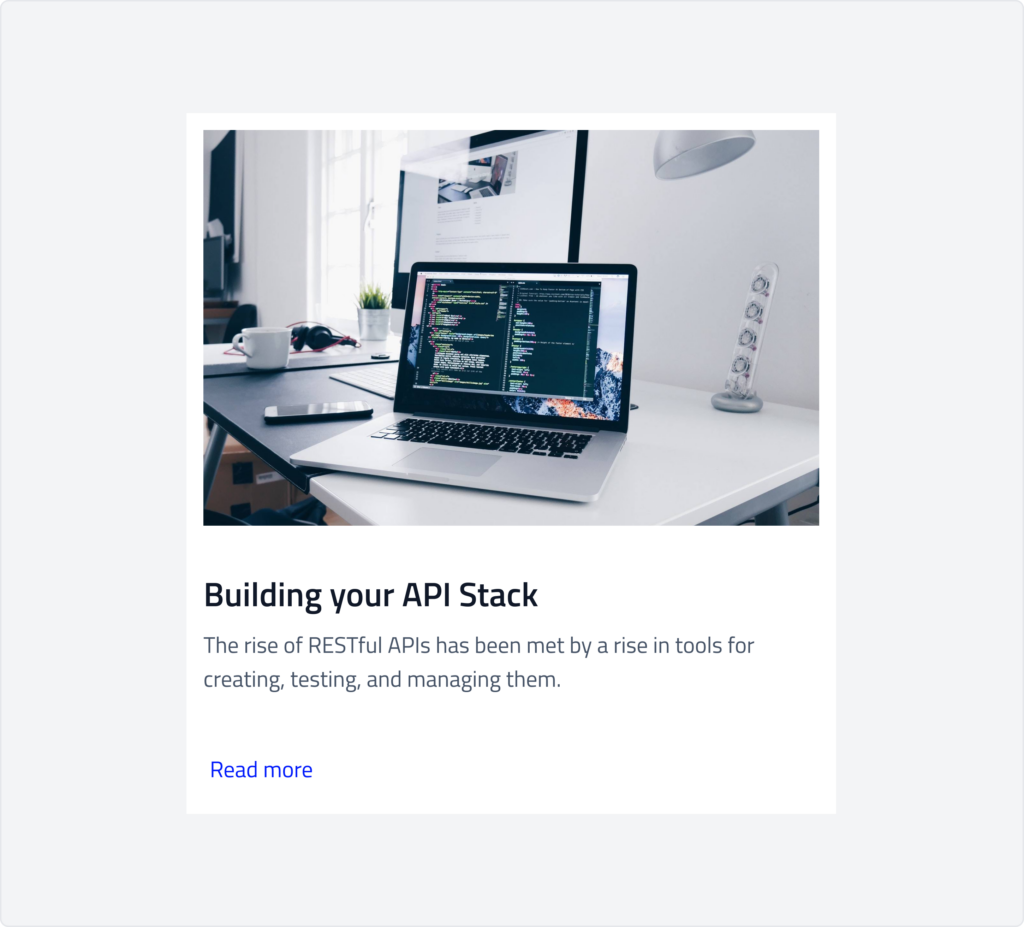 Building your API Stack
The rise of RESTful APIs has been met by a rise in tools for
creating, testing, and managing them.
Read more